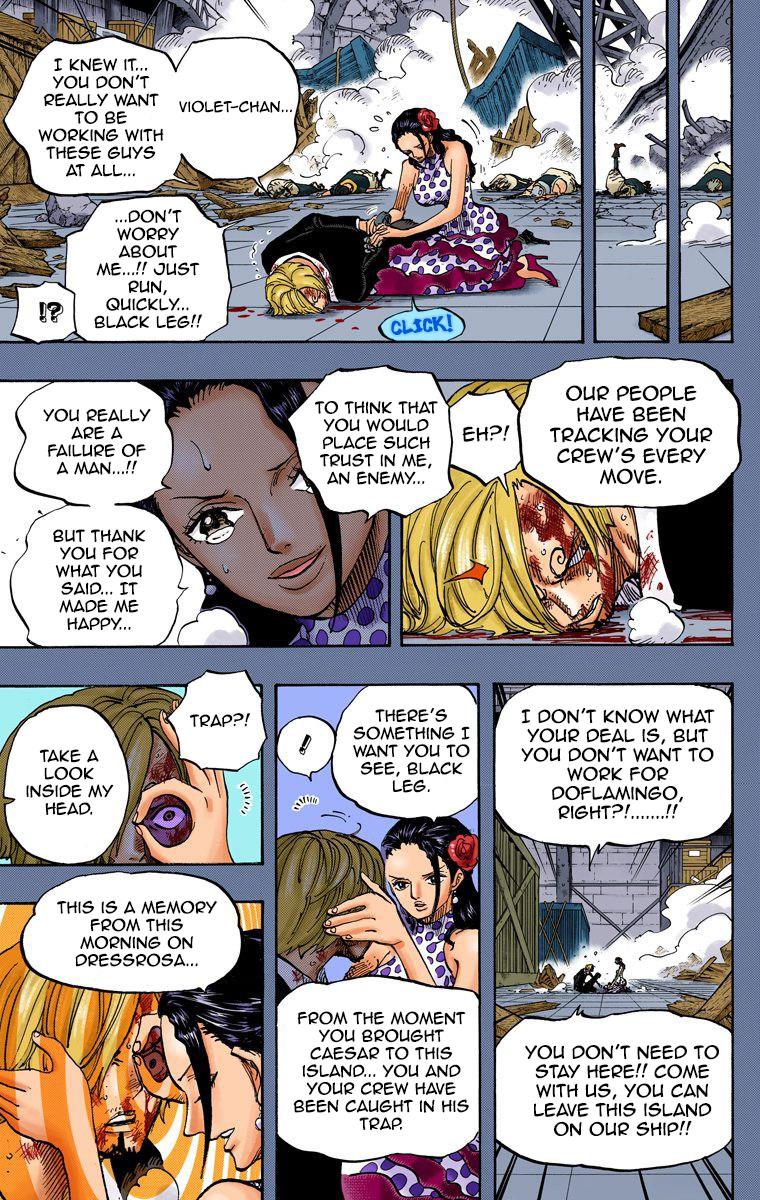 VIOLET-CHAN...
I KNEW IT...
YOU DON'T
REALLY WANT
TO BE
WORKING WITH
THESE GUYS
AT ALL...
...DON'T
WORRY
ABOUT
ME...!! JUST
RUN,
QUICKLY...
BLACK LEG!!
!?
CLICK!
OUR PEOPLE
HAVE BEEN
TRACKING YOUR
CREW'S EVERY
MOVE.
EH?!
TO THINK THAT
YOU WOULD
PLACE SUCH
TRUST IN ME,
AN ENEMY...
YOU REALLY
ARE A
FAILURE OF
A MAN...!!
BUT THANK
YOU FOR
WHAT YOU
SAID... IT
MADE ME
HAPPY...
I DON'T KNOW WHAT
YOUR DEAL IS, BUT
YOU DON'T WANT TO
WORK FOR
DOFLAMINGO,
RIGHT?!.......!!
YOU DON'T NEED TO
STAY HERE!! COME
WITH US, YOU CAN
LEAVE THIS ISLAND
ON OUR SHIP!!
THERE'S
SOMETHING I
WANT YOU TO
SEE, BLACK
LEG.
!
FROM THE MOMENT
YOU BROUGHT
CAESAR TO THIS
ISLAND... YOU AND
YOUR CREW HAVE
BEEN CAUGHT IN HIS
TRAP.
TRAP?!
TAKE A
LOOK
INSIDE MY
HEAD.
THIS IS A MEMORY
FROM THIS
MORNING ON
DRESSROSA...